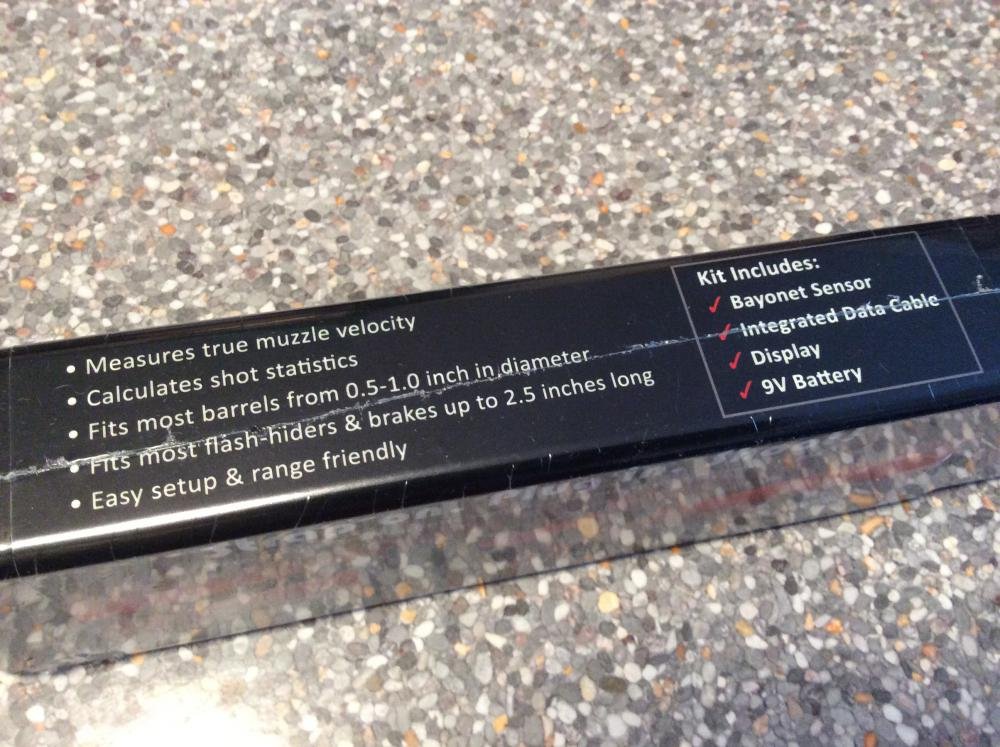 • Measures true muzzle velocity
• Calculates shot statistics
• Fits most barrels from 0.5-1.0 inch in diameter
• Fits most flash-hiders & brakes up to 2.5 inches long
• Easy setup & range friendly
Kit Includes:
✓ Bayonet Sensor
✓ Integrated Data Cable
✓ Display
✓ 9V Battery